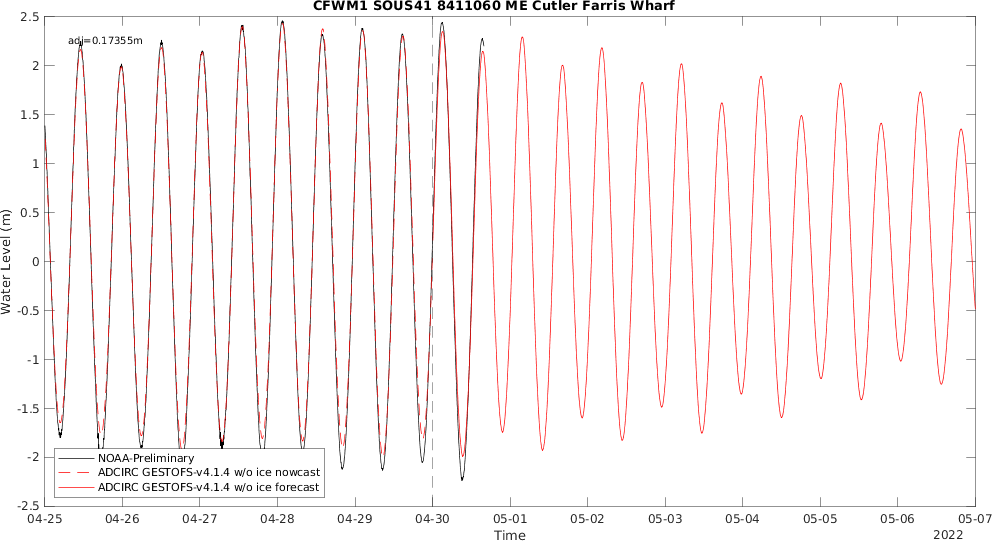 CFWM1 SOUS41 8411060 ME Cutler Farris Wharf
adj=0.17355m
2.5
2
1.5
1
0.5
0
-0.5
-1
-1.5
-2
-2.5
Water Level (m)
NOAA-Preliminary
ADCIRC GESTOFS-v4.1.4 w/o ice nowcast
ADCIRC GESTOFS-v4.1.4 w/o ice forecast
04-25 04-26 04-27 04-28 04-29 04-30 05-01 05-02 05-03 05-04 05-05 05-06 05-07
Time
2022